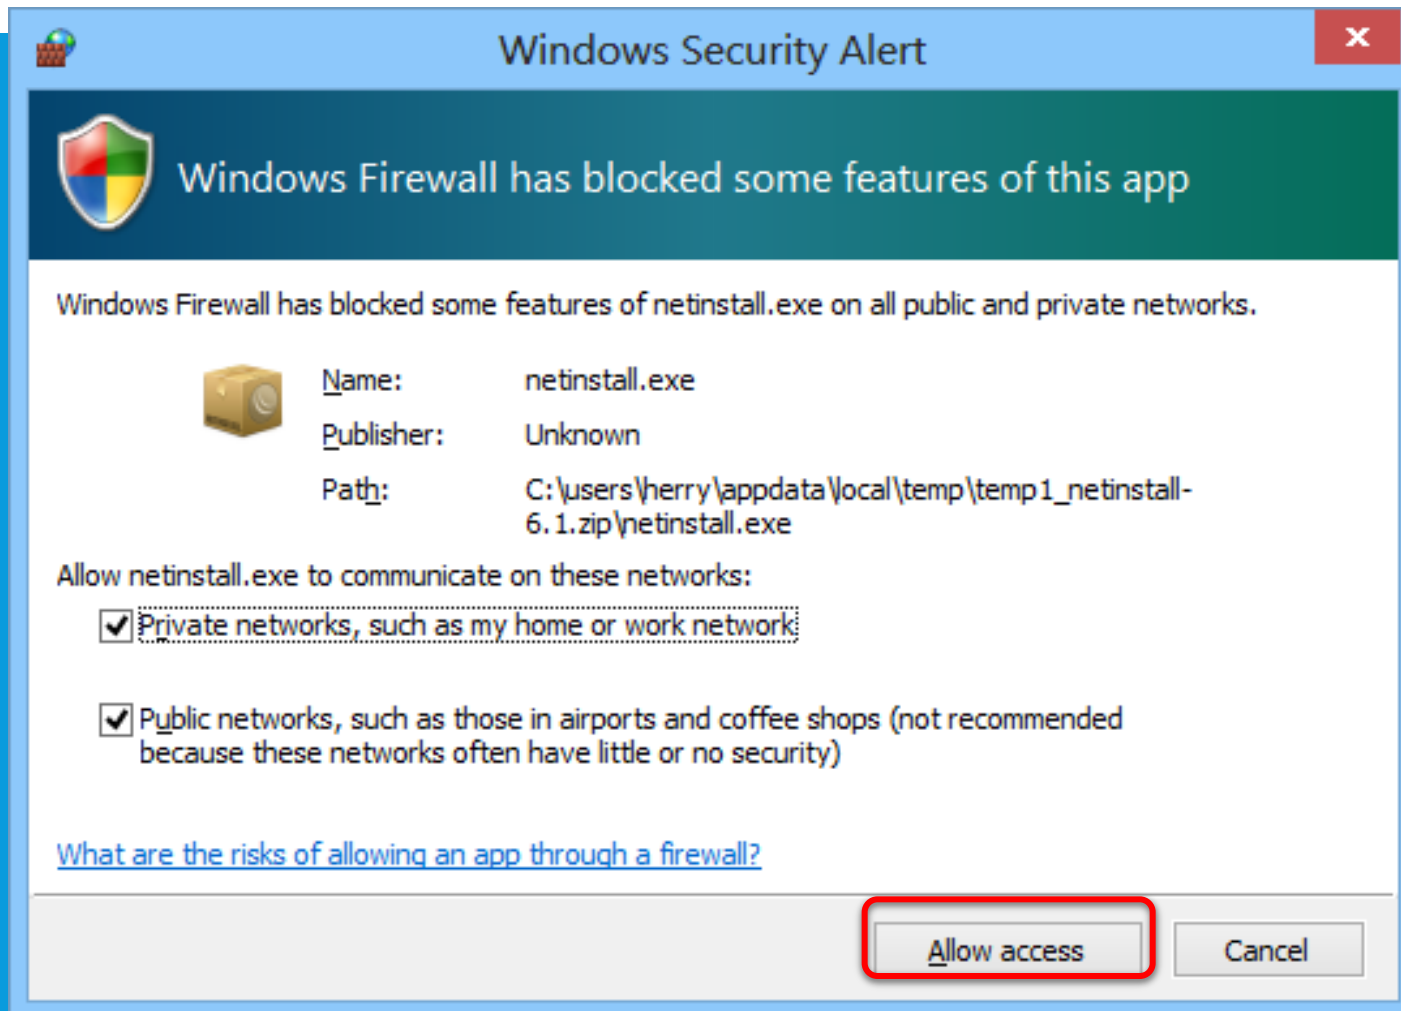 Windows Security Alert
Windows Firewall has blocked some features of this app
Windows Firewall has blocked some features of netinstall.exe on all public and private networks.
Name: netinstall.exe
Publisher: Unknown
Path: C:\users\herry\appdata\local\temp\temp1_netinstall-
6.1.zip\netinstall.exe
Allow netinstall.exe to communicate on these networks:
Private networks, such as my home or work network
Public networks, such as those in airports and coffee shops (not recommended
because these networks often have little or no security)
What are the risks of allowing an app through a firewall?
Allow access Cancel